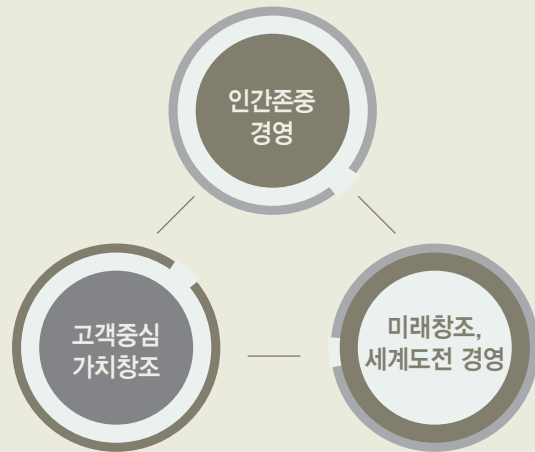 인간존중
경영
고객중심
가치창조
미래창조,
세계도전 경영